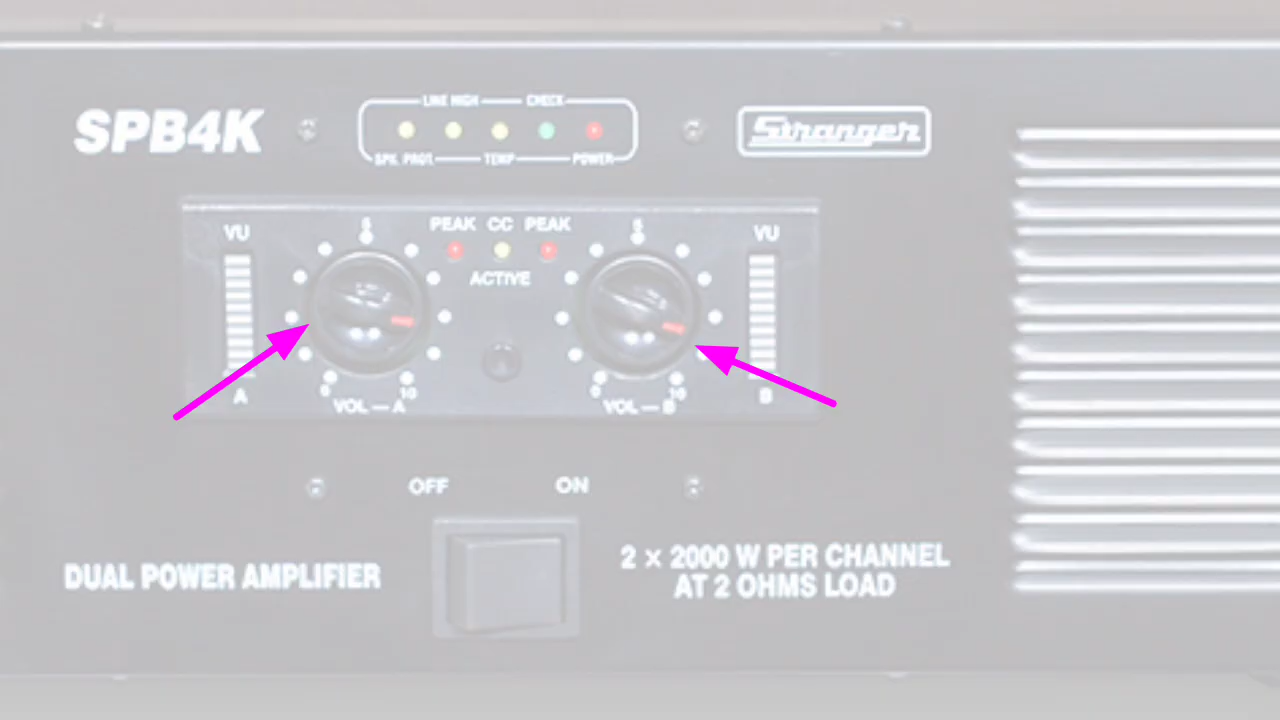 LINE HIGH CHECK
SPB4K
Stranger
SPK. PROT. TEMP POWER
5 PEAK CC PEAK 5
VU VU
ACTIVE
0 10 0 10
A VOL — A VOL — B B
OFF ON
DUAL POWER AMPLIFIER
2 × 2000 W PER CHANNEL
AT 2 OHMS LOAD